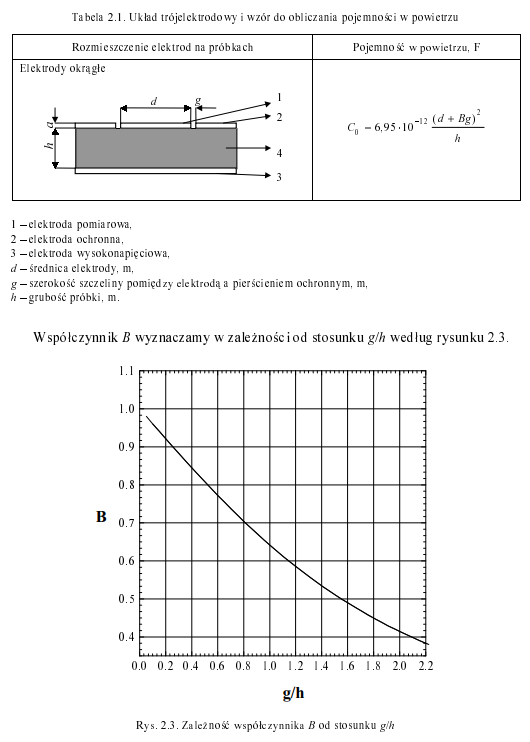 Tabela 2.1. Układ trójelektrodowy i wzór do obliczania pojemności w powietrzu
Rozmieszczenie elektrod na próbkach
Pojemność w powietrzu, F
Elektrody okrągłe
d
g
1
2
a
h
4
3
C₀ = 6,95·10⁻¹² (d + Bg)² / h
1 – elektroda pomiarowa,
2 – elektroda ochronna,
3 – elektroda wysokonapięciowa,
d – średnica elektrody, m,
g – szerokość szczeliny pomiędzy elektrodą a pierścieniem ochronnym, m,
h – grubość próbki, m.
Współczynnik B wyznaczamy w zależności od stosunku g/h według rysunku 2.3.
1.1
1.0
0.9
0.8
0.7
0.6
0.5
0.4
B
0.0 0.2 0.4 0.6 0.8 1.0 1.2 1.4 1.6 1.8 2.0 2.2
g/h
Rys. 2.3. Zależność współczynnika B od stosunku g/h